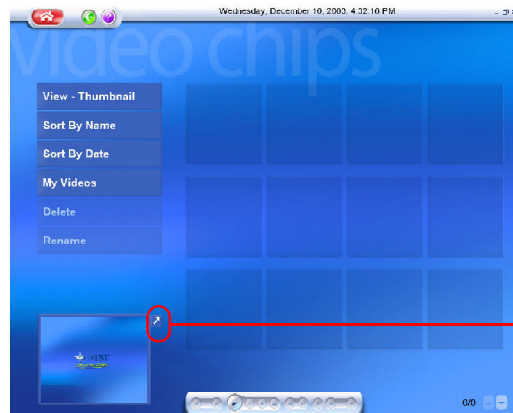 Wednesday, December 10, 2003, 4:32:10 PM
video chips
View - Thumbnail
Sort By Name
Sort By Date
My Videos
Delete
Rename
0/0